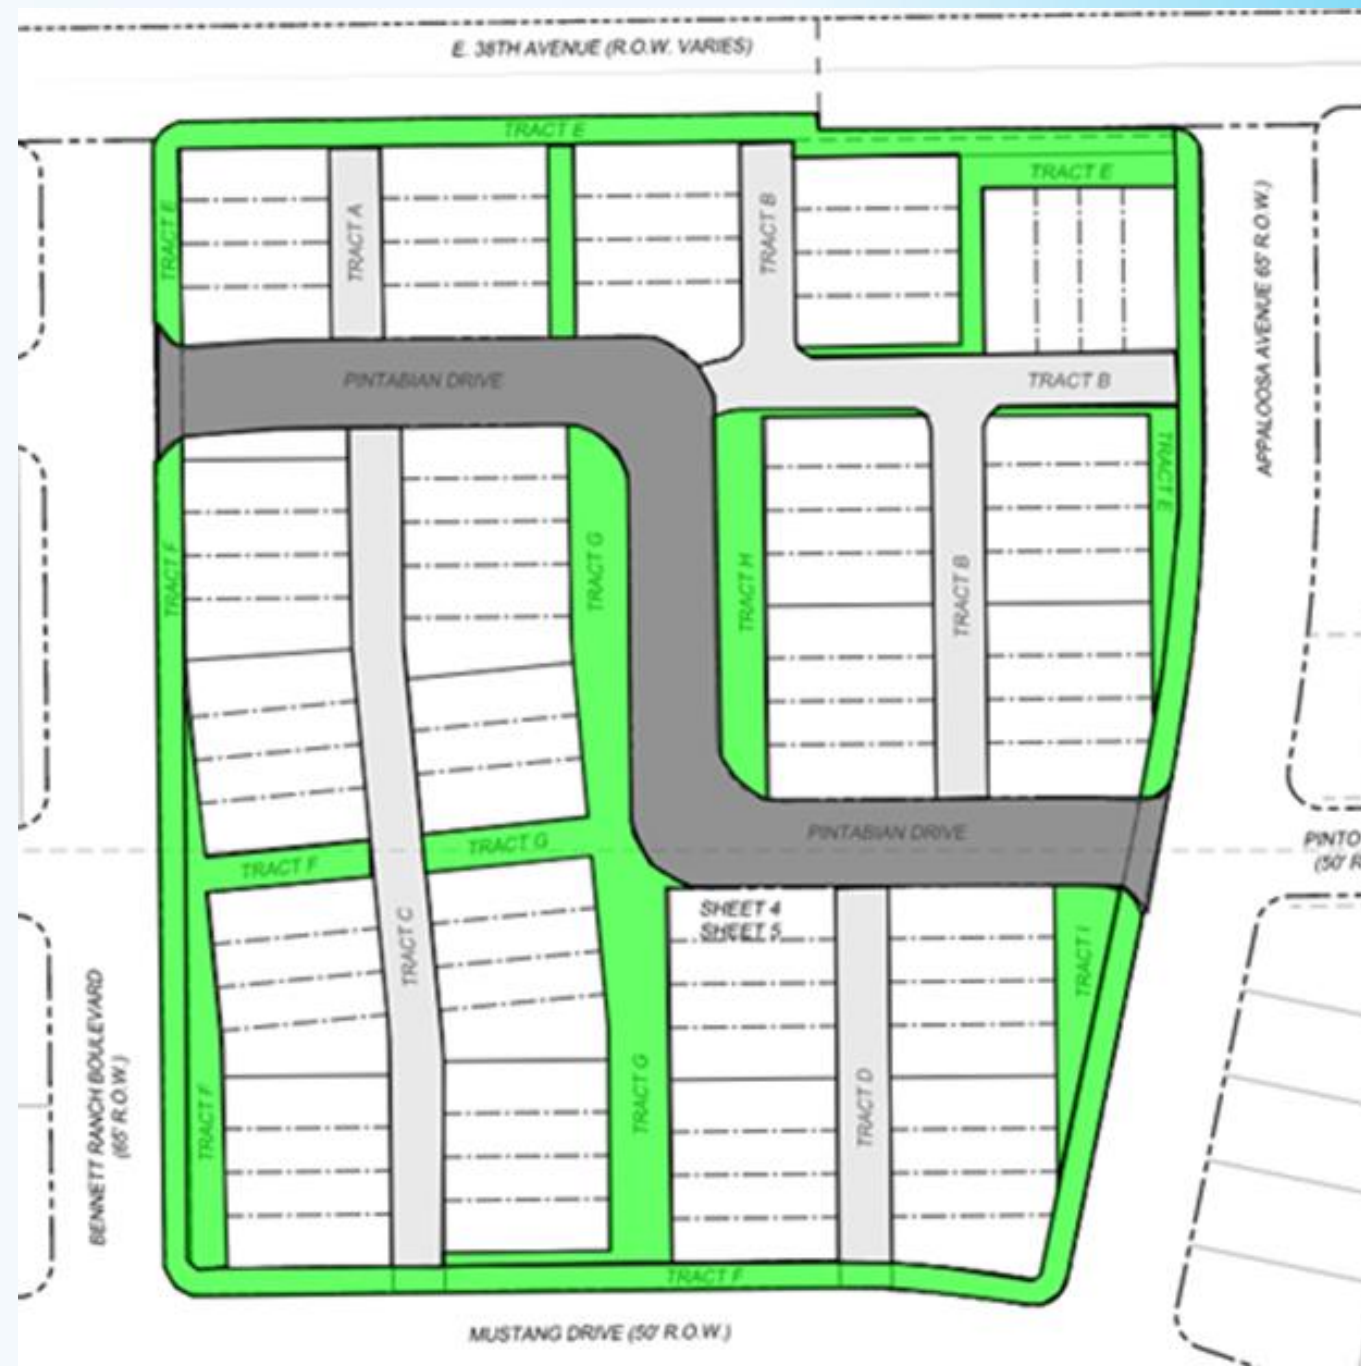 E. 38TH AVENUE (R.O.W. VARIES)
TRACT E
TRACT E
TRACT E
TRACT A
TRACT B
APPALOOSA AVENUE 65' R.O.W.)
PINTABIAN DRIVE
TRACT B
TRACT E
TRACT F
TRACT G
TRACT H
TRACT B
PINTABIAN DRIVE
PINTO
(50' R
TRACT G
TRACT F
SHEET 4
SHEET 5
TRACT C
TRACT I
BENNETT RANCH BOULEVARD
(65' R.O.W.)
TRACT F
TRACT G
TRACT D
TRACT F
MUSTANG DRIVE (50' R.O.W.)